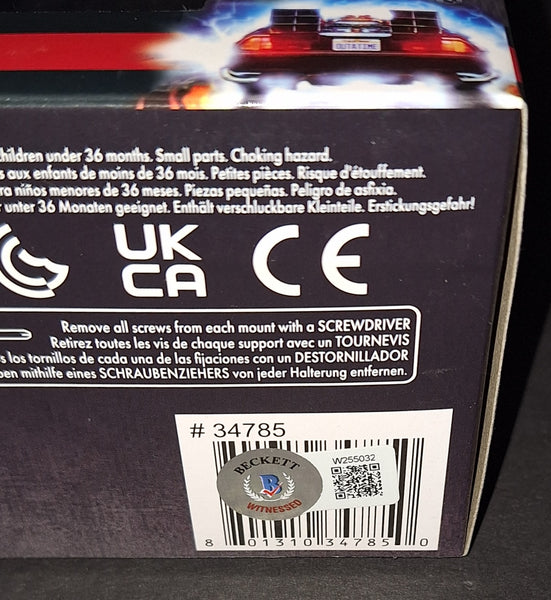 OUTATIME
children under 36 months. Small parts. Choking hazard.
aux enfants de moins de 36 mois. Petites pièces. Risque d'étouffement.
niños menores de 36 meses. Piezas pequeñas. Peligro de asfixia.
unter 36 Monaten geeignet. Enthält verschluckbare Kleinteile. Erstickungsgefahr!
UK
CA
CE
Remove all screws from each mount with a SCREWDRIVER
Retirez toutes les vis de chaque support avec un TOURNEVIS
los tornillos de cada una de las fijaciones con un DESTORNILLADOR
mithilfe eines SCHRAUBENZIEHERS von jeder Halterung entfernen.
# 34785
BECKETT
B
WITNESSED
W255032
8 01310 34785 0